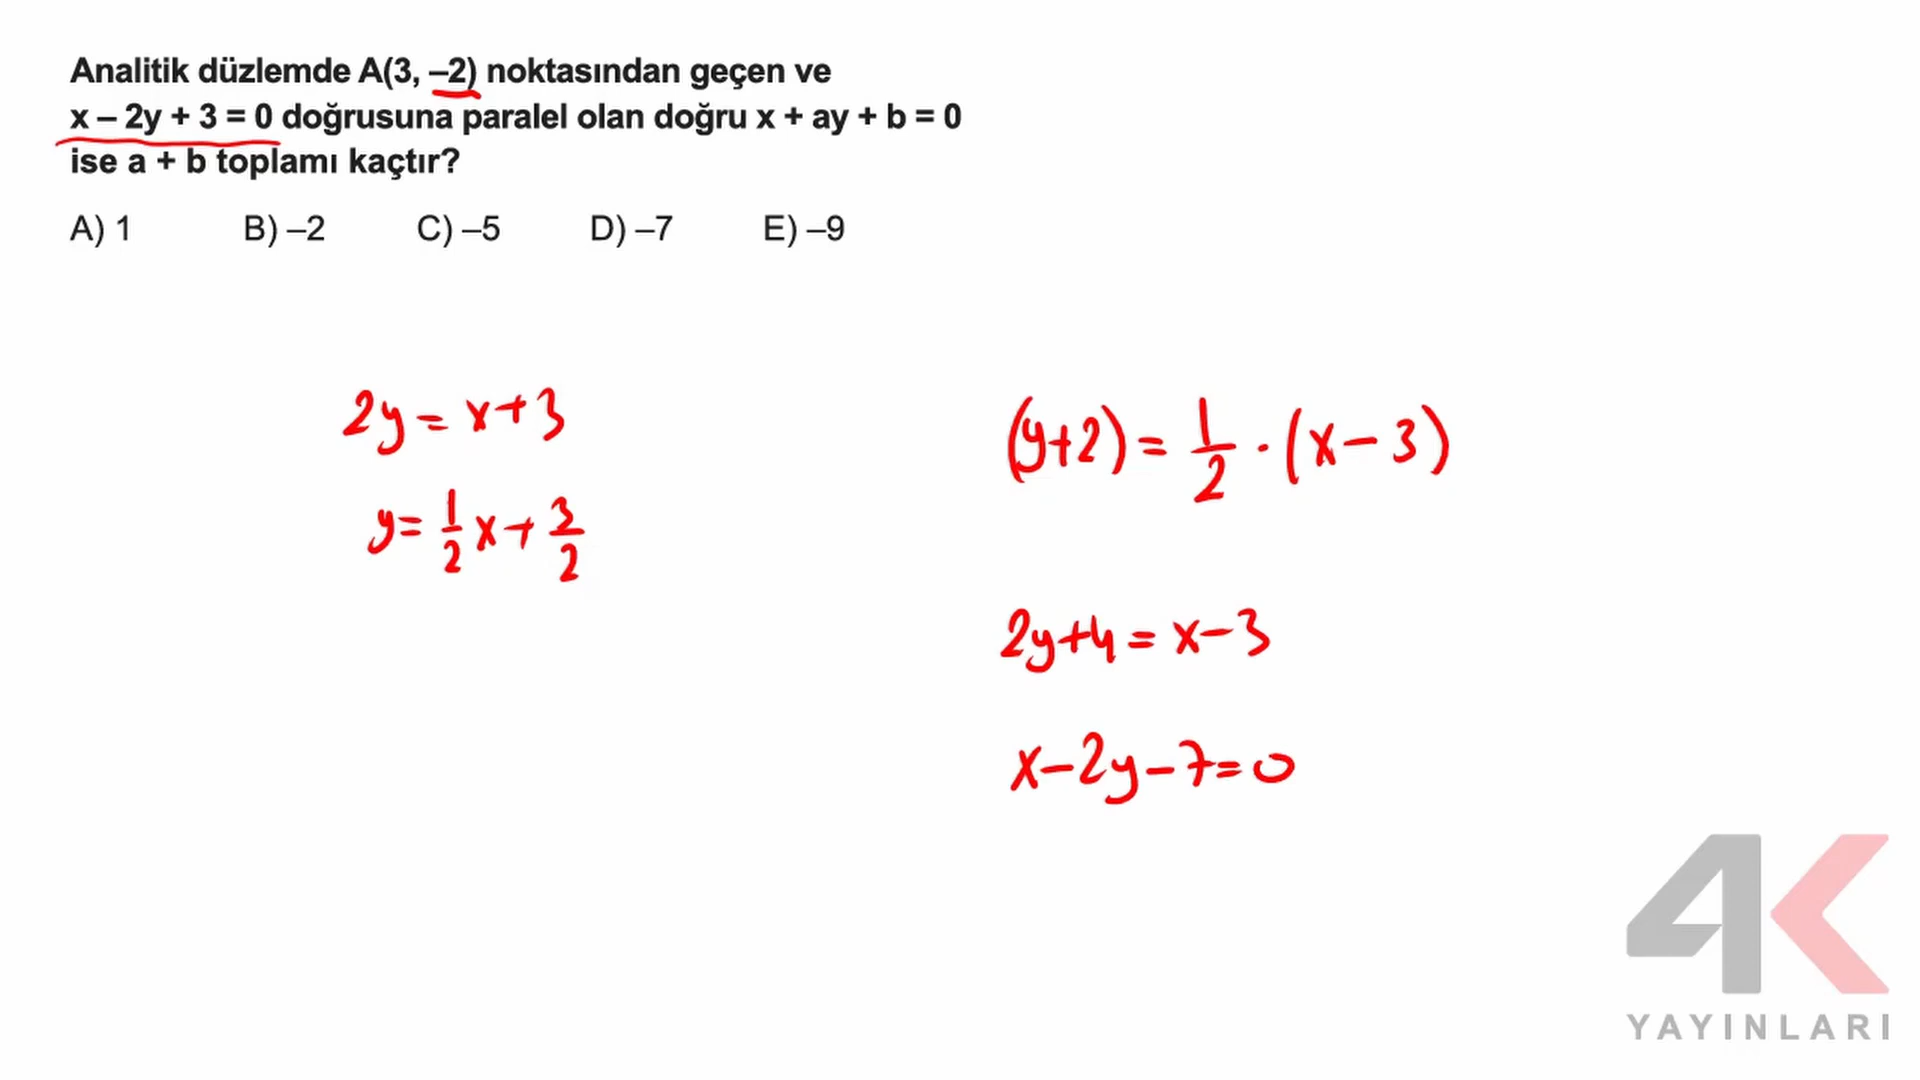 Analitik düzlemde A(3, –2) noktasından geçen ve
x – 2y + 3 = 0 doğrusuna paralel olan doğru x + ay + b = 0
ise a + b toplamı kaçtır?
A) 1 B) –2 C) –5 D) –7 E) –9
2y = x + 3
y = 1/2 x + 3/2
(y+2) = 1/2 · (x – 3)
2y + 4 = x – 3
x – 2y – 7 = 0
4K
YAYINLARI